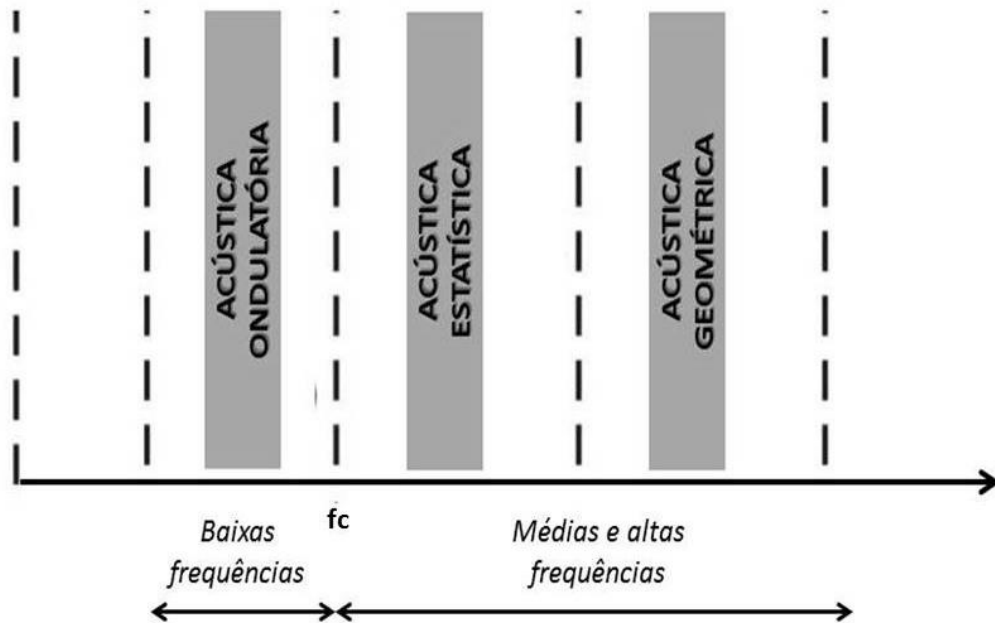 ACÚSTICA
ONDULATÓRIA
ACÚSTICA
ESTATÍSTICA
ACÚSTICA
GEOMÉTRICA
fc
Baixas
frequências
Médias e altas
frequências